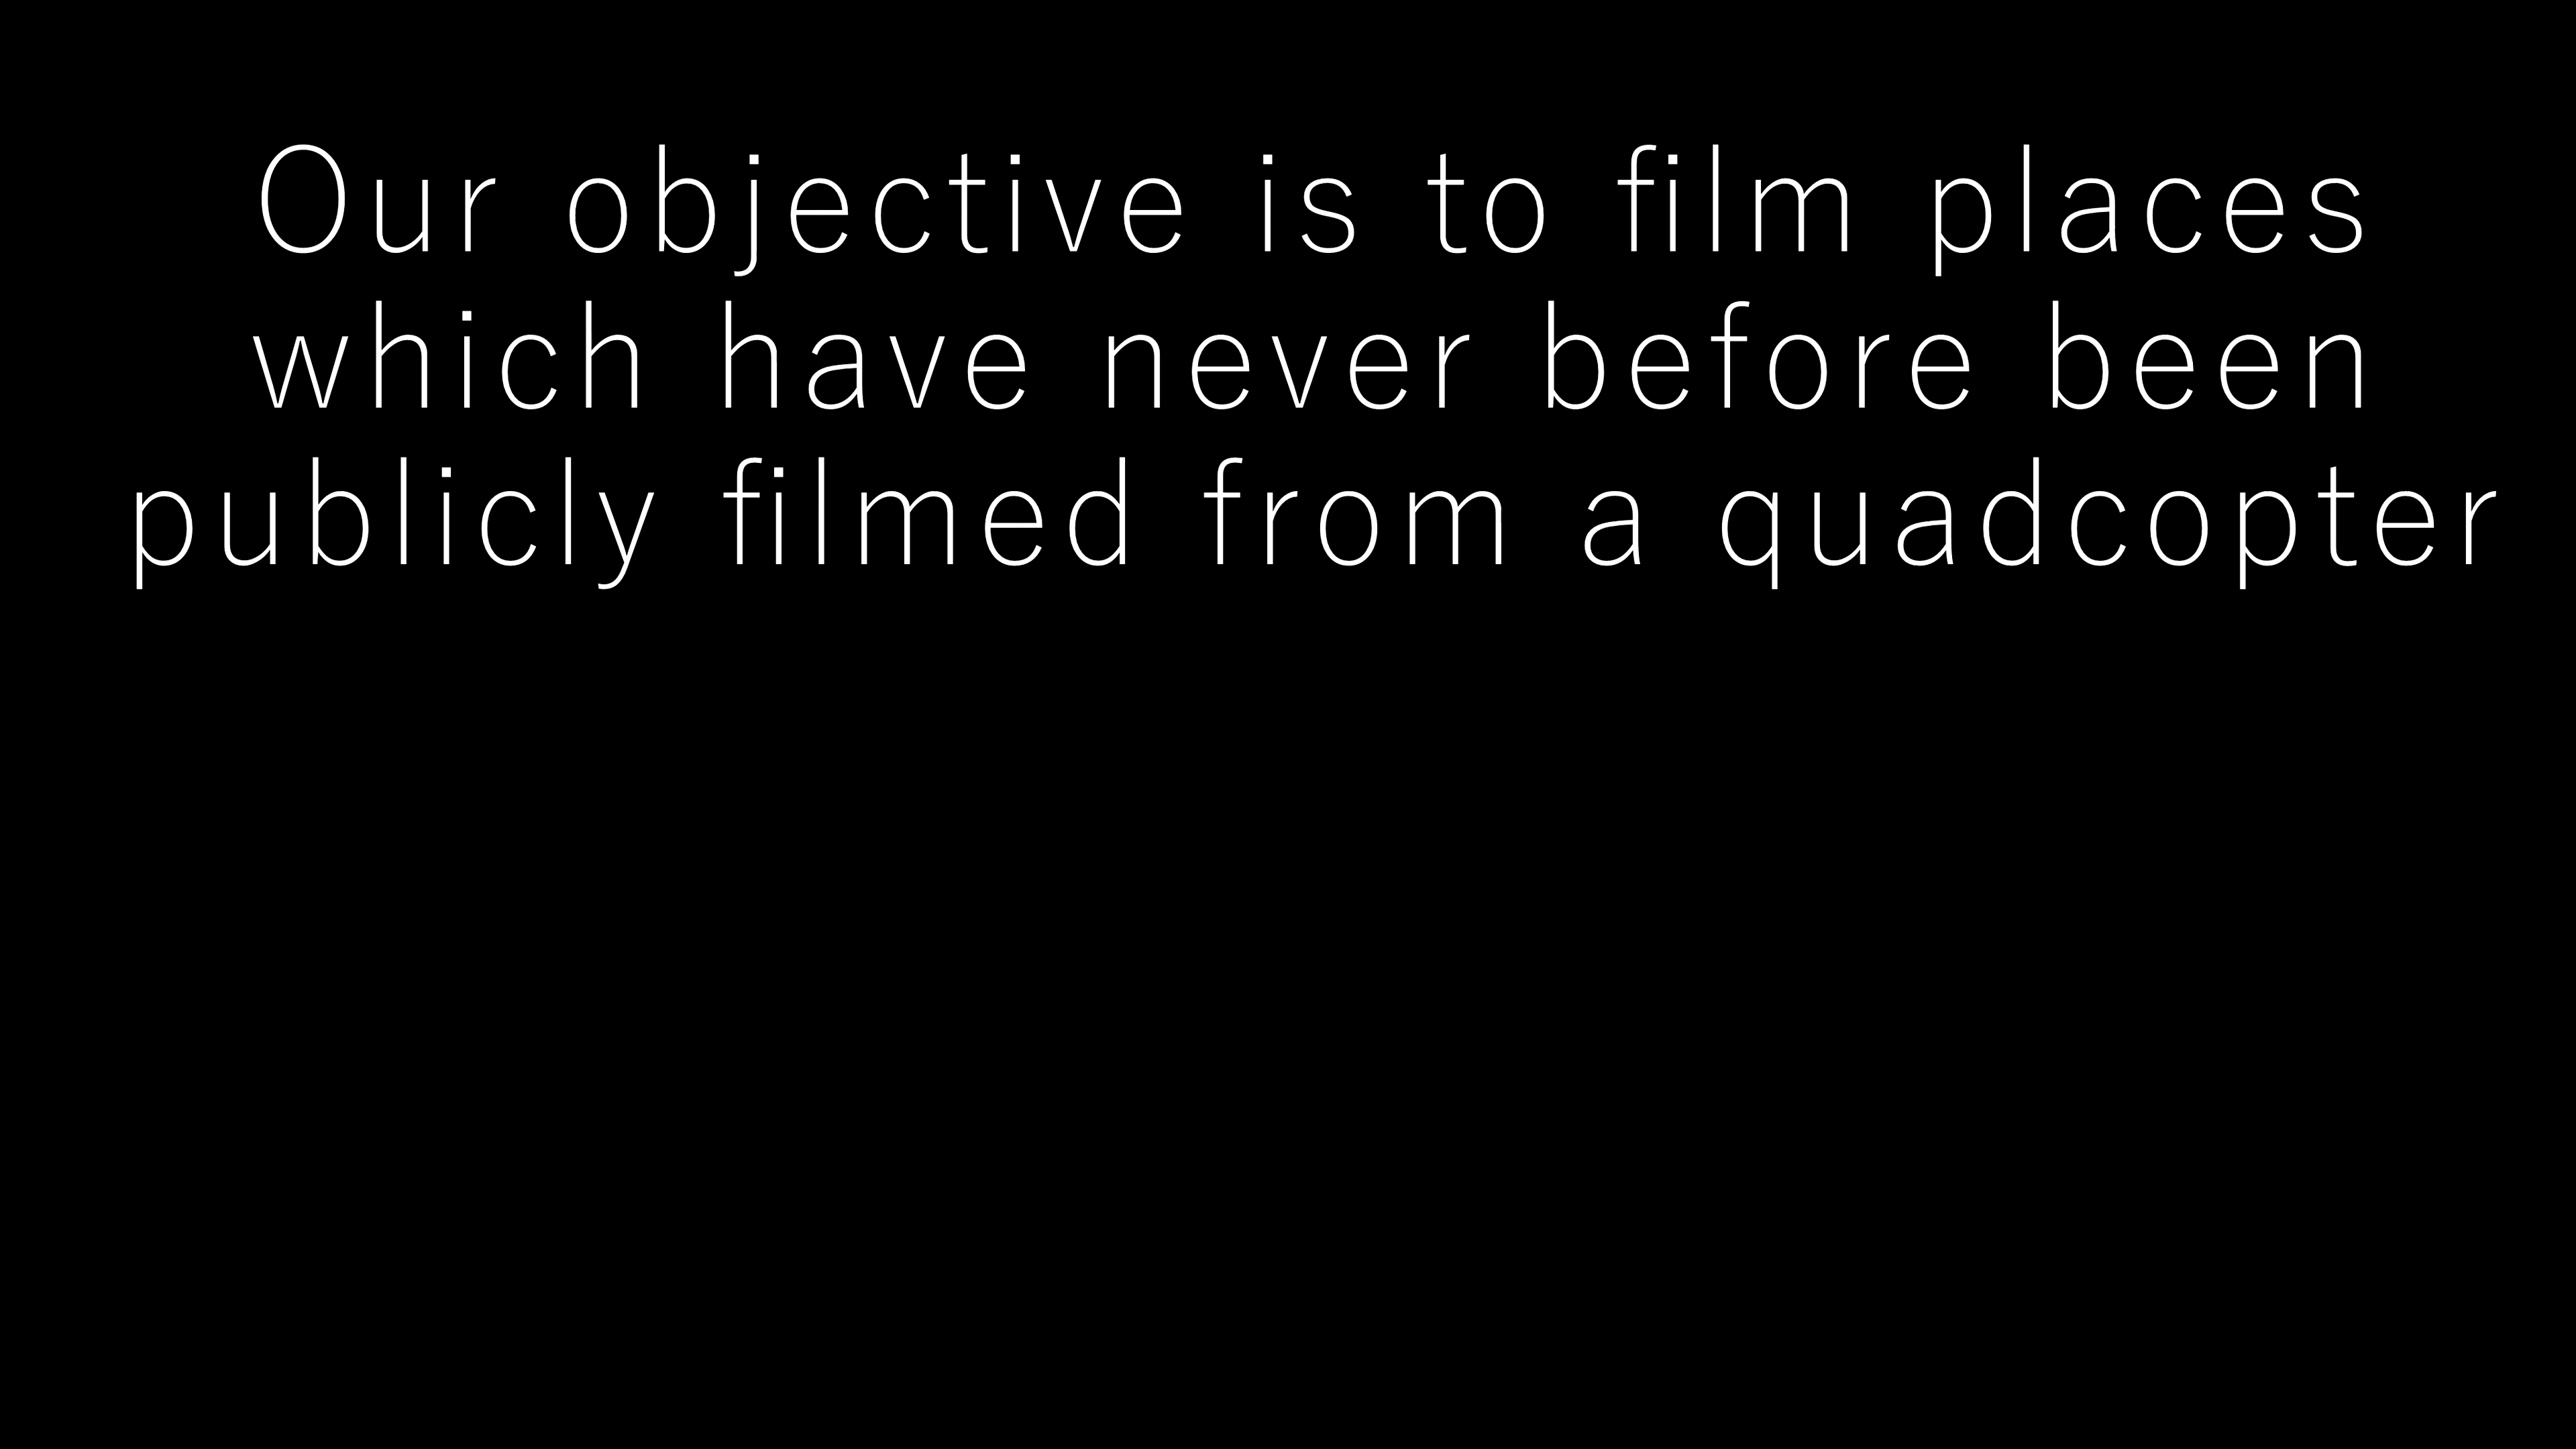 Our objective is to film places
which have never before been
publicly filmed from a quadcopter